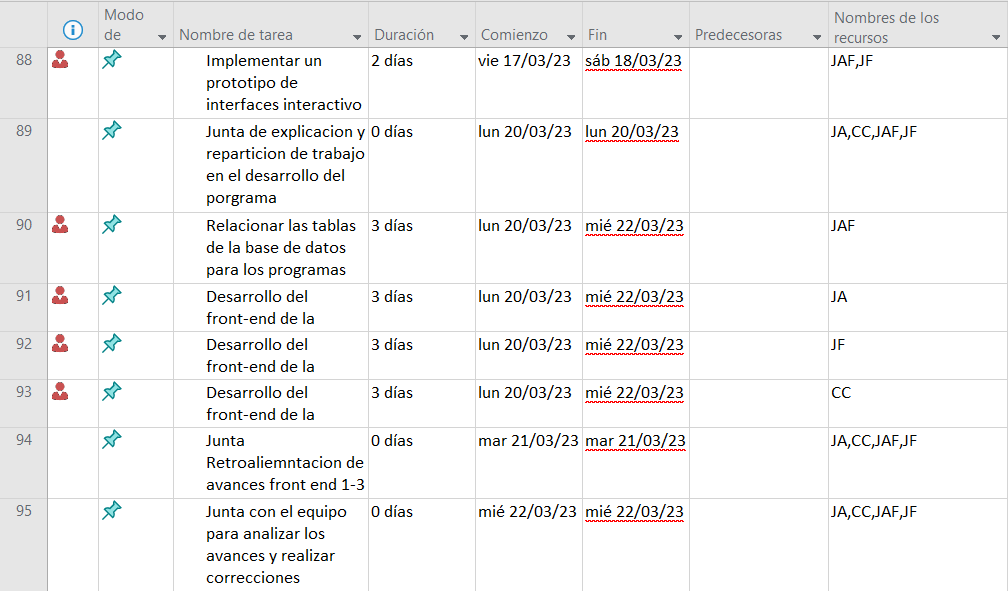 Modo de Nombre de tarea Duración Comienzo Fin Predecesoras Nombres de los recursos
88 Implementar un 2 días vie 17/03/23 sáb 18/03/23 JAF,JF
prototipo de
interfaces interactivo
89 Junta de explicacion y 0 días lun 20/03/23 lun 20/03/23 JA,CC,JAF,JF
reparticion de trabajo
en el desarrollo del
porgrama
90 Relacionar las tablas 3 días lun 20/03/23 mié 22/03/23 JAF
de la base de datos
para los programas
91 Desarrollo del 3 días lun 20/03/23 mié 22/03/23 JA
front-end de la
92 Desarrollo del 3 días lun 20/03/23 mié 22/03/23 JF
front-end de la
93 Desarrollo del 3 días lun 20/03/23 mié 22/03/23 CC
front-end de la
94 Junta 0 días mar 21/03/23 mar 21/03/23 JA,CC,JAF,JF
Retroaliemntacion de
avances front end 1-3
95 Junta con el equipo 0 días mié 22/03/23 mié 22/03/23 JA,CC,JAF,JF
para analizar los
avances y realizar
correcciones